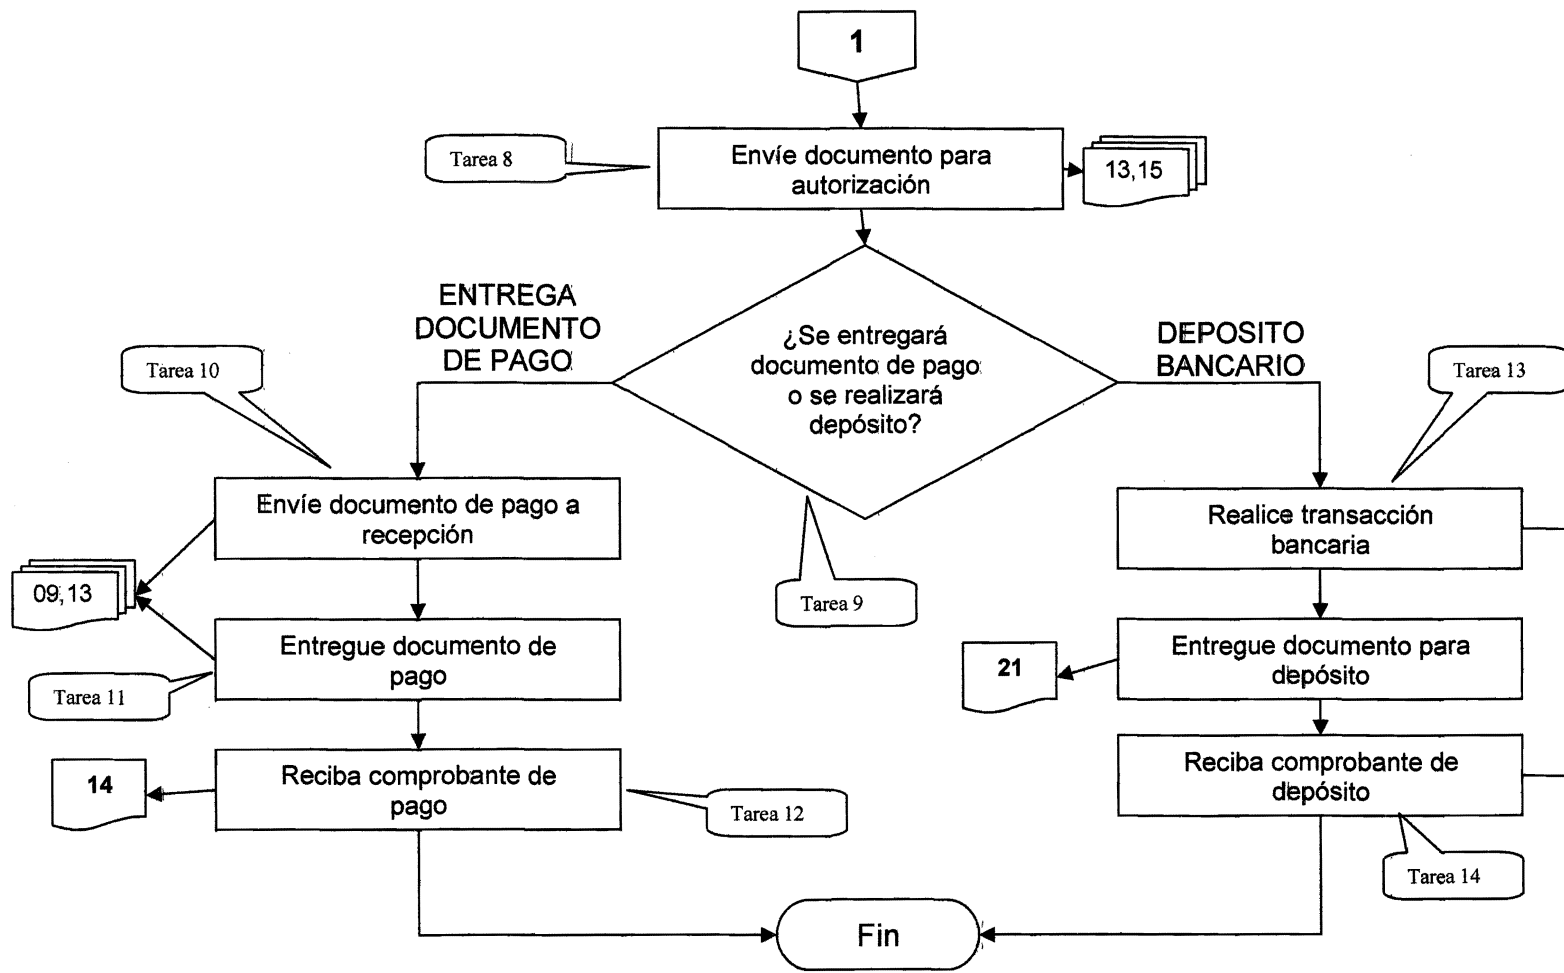 1
Tarea 8
Envíe documento para
autorización
13,15
ENTREGA
DOCUMENTO
DE PAGO
¿Se entregará
documento de pago
o se realizará
depósito?
DEPOSITO
BANCARIO
Tarea 10
Tarea 13
Envíe documento de pago a
recepción
Realice transacción
bancaria
09,13
Tarea 9
Entregue documento de
pago
Entregue documento para
depósito
21
Tarea 11
Reciba comprobante de
pago
14
Tarea 12
Reciba comprobante de
depósito
Tarea 14
Fin